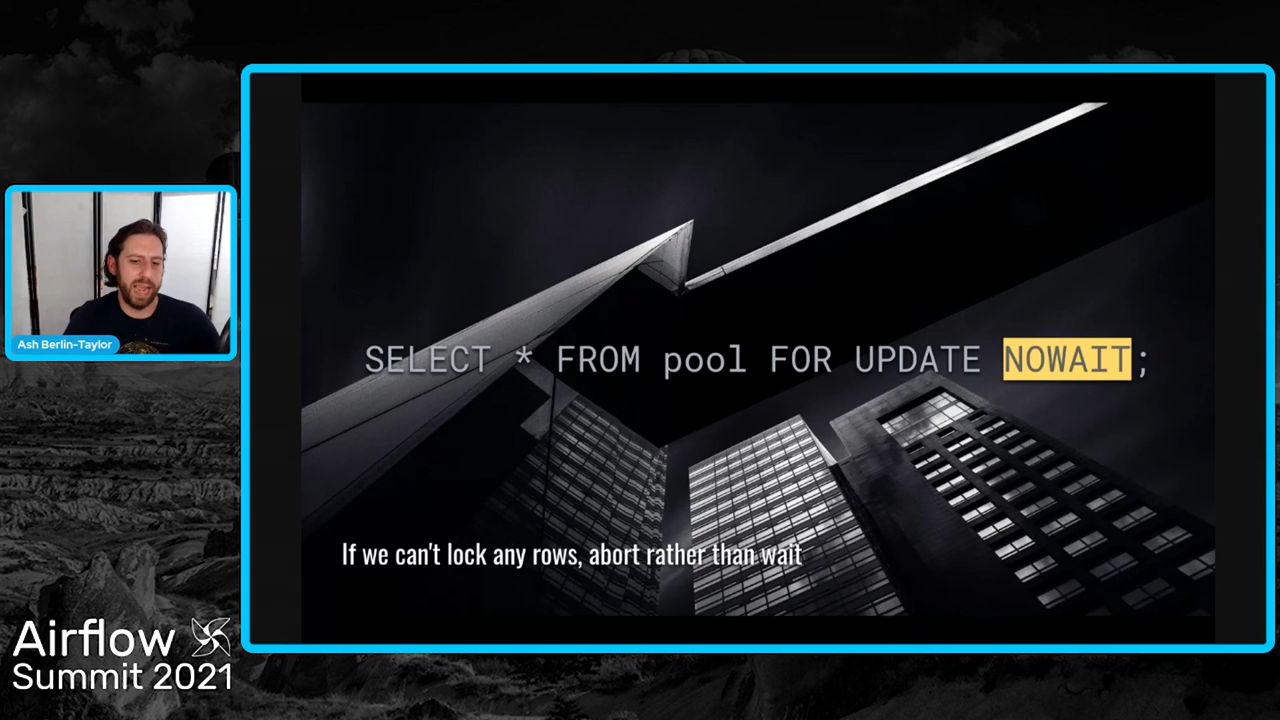 SELECT * FROM pool FOR UPDATE NOWAIT;
If we can't lock any rows, abort rather than wait
Ash Berlin-Taylor
Airflow
Summit 2021